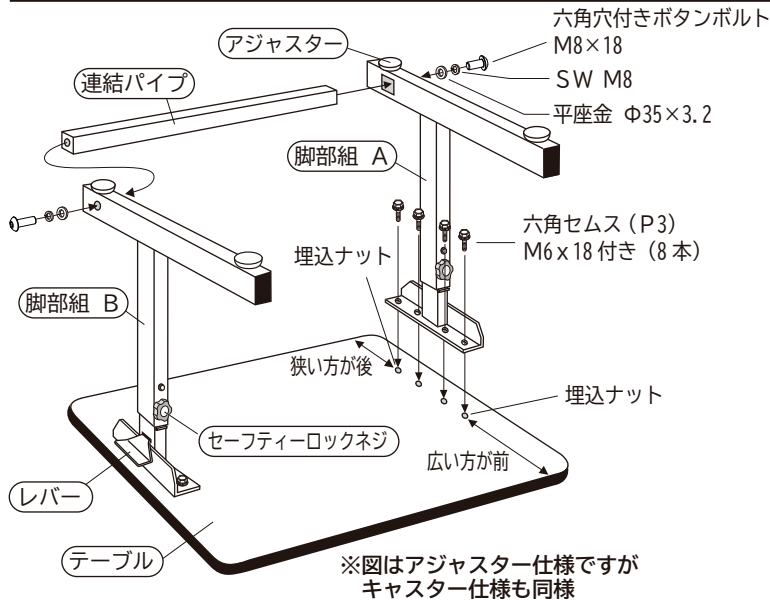 六角穴付きボタンボルト
M8×18
アジャスター
SW M8
連結パイプ
平座金 Φ35×3.2
脚部組 A
六角セムス(P3)
M6x18付き(8本)
埋込ナット
脚部組 B
狭い方が後
埋込ナット
セーフティーロックネジ
広い方が前
レバー
テーブル
※図はアジャスター仕様ですが
キャスター仕様も同様